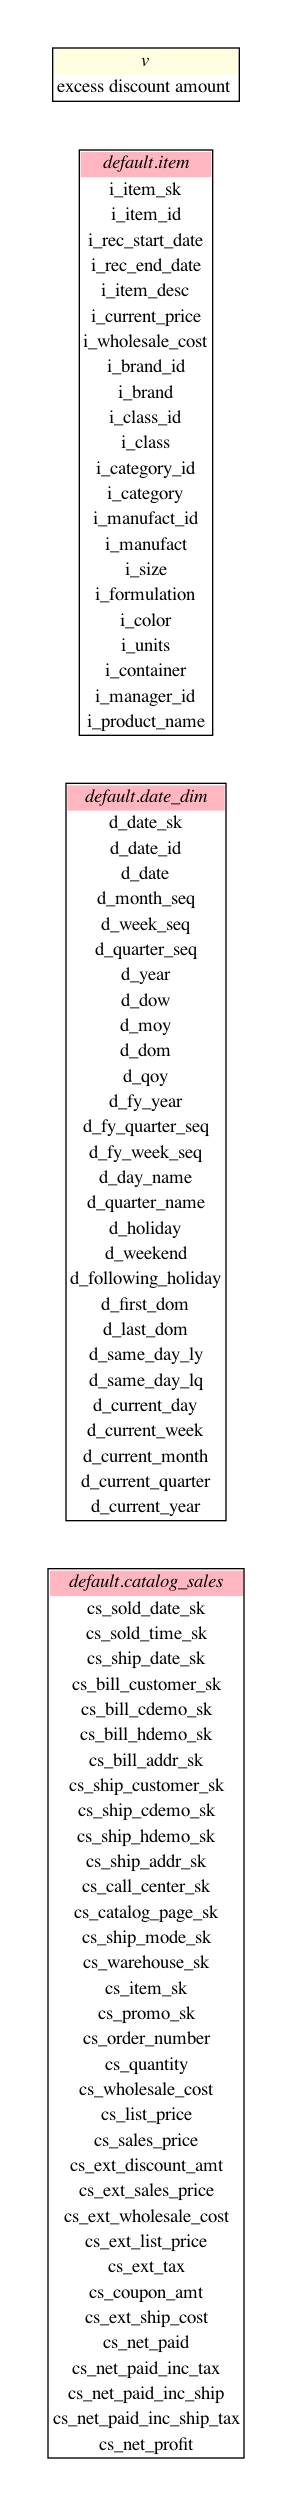 v
excess discount amount
default.item
i_item_sk
i_item_id
i_rec_start_date
i_rec_end_date
i_item_desc
i_current_price
i_wholesale_cost
i_brand_id
i_brand
i_class_id
i_class
i_category_id
i_category
i_manufact_id
i_manufact
i_size
i_formulation
i_color
i_units
i_container
i_manager_id
i_product_name
default.date_dim
d_date_sk
d_date_id
d_date
d_month_seq
d_week_seq
d_quarter_seq
d_year
d_dow
d_moy
d_dom
d_qoy
d_fy_year
d_fy_quarter_seq
d_fy_week_seq
d_day_name
d_quarter_name
d_holiday
d_weekend
d_following_holiday
d_first_dom
d_last_dom
d_same_day_ly
d_same_day_lq
d_current_day
d_current_week
d_current_month
d_current_quarter
d_current_year
default.catalog_sales
cs_sold_date_sk
cs_sold_time_sk
cs_ship_date_sk
cs_bill_customer_sk
cs_bill_cdemo_sk
cs_bill_hdemo_sk
cs_bill_addr_sk
cs_ship_customer_sk
cs_ship_cdemo_sk
cs_ship_hdemo_sk
cs_ship_addr_sk
cs_call_center_sk
cs_catalog_page_sk
cs_ship_mode_sk
cs_warehouse_sk
cs_item_sk
cs_promo_sk
cs_order_number
cs_quantity
cs_wholesale_cost
cs_list_price
cs_sales_price
cs_ext_discount_amt
cs_ext_sales_price
cs_ext_wholesale_cost
cs_ext_list_price
cs_ext_tax
cs_coupon_amt
cs_ext_ship_cost
cs_net_paid
cs_net_paid_inc_tax
cs_net_paid_inc_ship
cs_net_paid_inc_ship_tax
cs_net_profit